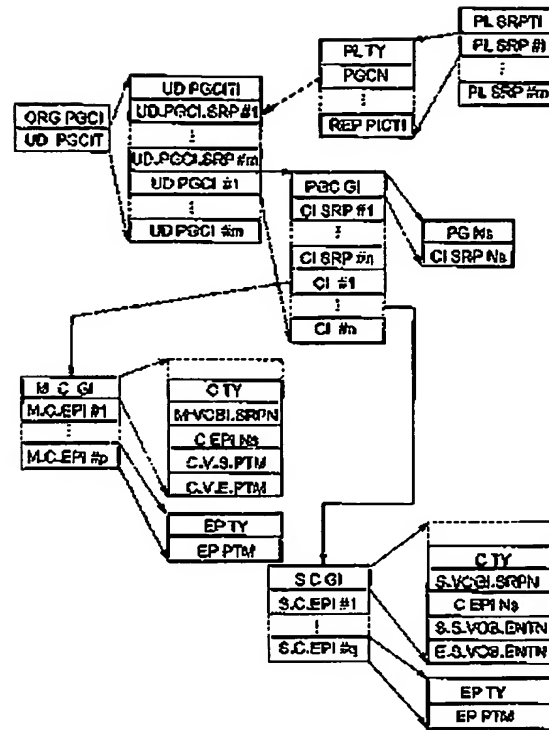 PL SRPTI
PL SRP #1
PL SRP #m
PL TY
PGCN
REP PICTI
UD PGCITI
UD.PGCI.SRP #1
UD.PGCI.SRP #m
UD PGCI #1
UD PGCI #m
ORG PGCI
UD PGCIT
PGC GI
CI SRP #1
CI SRP #n
CI #1
CI #n
PG Ns
CI SRP Ns
M C GI
M.C.EPI #1
M.C.EPI #p
C TY
M.VOBI.SRPN
C EPI Ns
C.V.S.PTM
C.V.E.PTM
EP TY
EP PTM
S C GI
S.C.EPI #1
S.C.EPI #q
C TY
S.VOBI.SRPN
C EPI Ns
S.S.VOB.ENTN
E.S.VOB.ENTN
EP TY
EP PTM